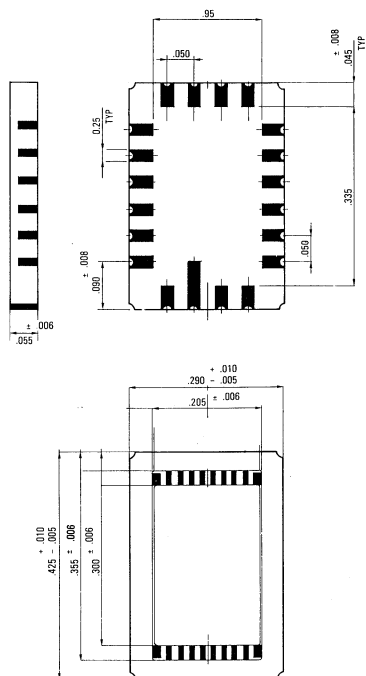 .95
.050
± .008
.045
TYP
0.25
TYP
.335
.050
± .008
.090
± .006
.055
+ .010
.290 - .005
.205 ± .006
+ .010
.425 - .005
.355 ± .006
.300 ± .006